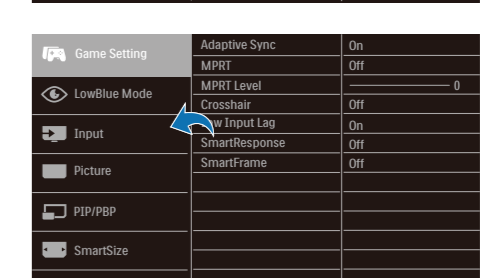 Game Setting
LowBlue Mode
Input
Picture
PIP/PBP
SmartSize
Adaptive Sync On
MPRT Off
MPRT Level 0
Crosshair Off
Input Lag On
SmartResponse Off
SmartFrame Off